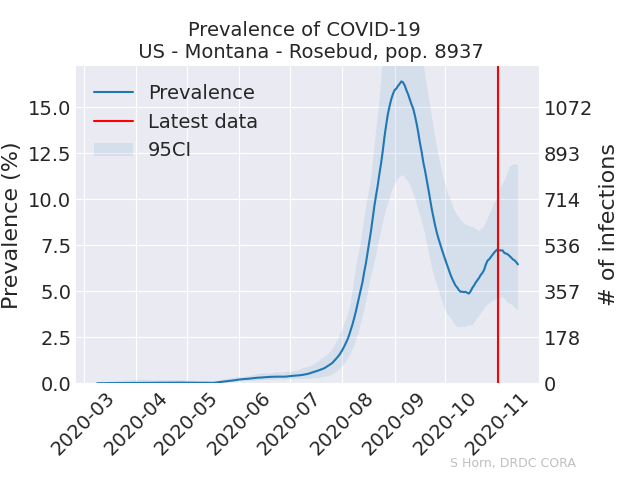 Prevalence of COVID-19
US - Montana - Rosebud, pop. 8937
Prevalence
Latest data
95CI
Prevalence (%)
15.0
12.5
10.0
7.5
5.0
2.5
0.0
1072
893
714
536
357
178
0
# of infections
2020-03
2020-04
2020-05
2020-06
2020-07
2020-08
2020-09
2020-10
2020-11
S Horn, DRDC CORA